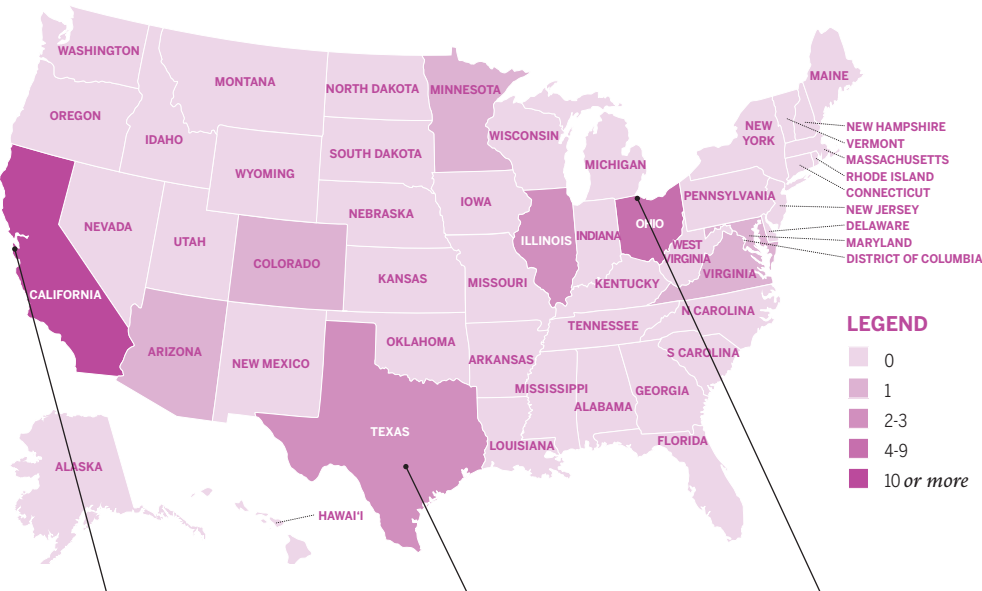 WASHINGTON
MONTANA
NORTH DAKOTA
MINNESOTA
MAINE
OREGON
IDAHO
WISCONSIN
NEW
YORK
NEW HAMPSHIRE
VERMONT
MASSACHUSETTS
RHODE ISLAND
CONNECTICUT
NEW JERSEY
DELAWARE
MARYLAND
DISTRICT OF COLUMBIA
SOUTH DAKOTA
MICHIGAN
WYOMING
PENNSYLVANIA
IOWA
NEBRASKA
NEVADA
UTAH
ILLINOIS
INDIANA
OHIO
WEST
VIRGINIA
COLORADO
KANSAS
MISSOURI
KENTUCKY
VIRGINIA
CALIFORNIA
N CAROLINA
TENNESSEE
ARIZONA
NEW MEXICO
OKLAHOMA
ARKANSAS
S CAROLINA
MISSISSIPPI
ALABAMA
GEORGIA
TEXAS
LOUISIANA
FLORIDA
ALASKA
HAWAI'I
LEGEND
0
1
2-3
4-9
10 or more